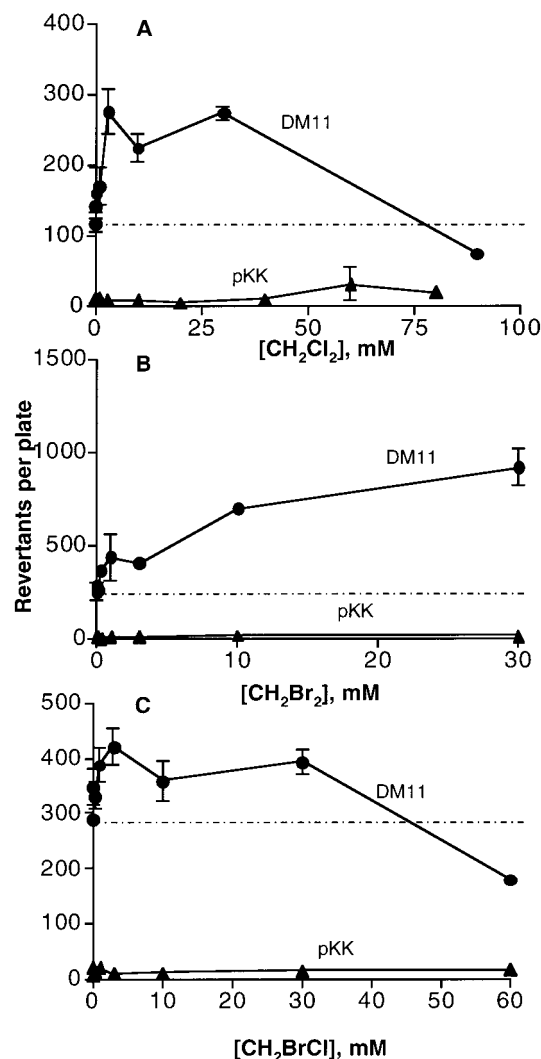 A
400
300
200
100
0
DM11
pKK
0
25
50
75
100
[CH2Cl2], mM
B
1500
1000
500
0
DM11
pKK
0
10
20
30
[CH2Br2], mM
Revertants per plate
C
500
400
300
200
100
0
DM11
pKK
0
10
20
30
40
50
60
[CH2BrCl], mM